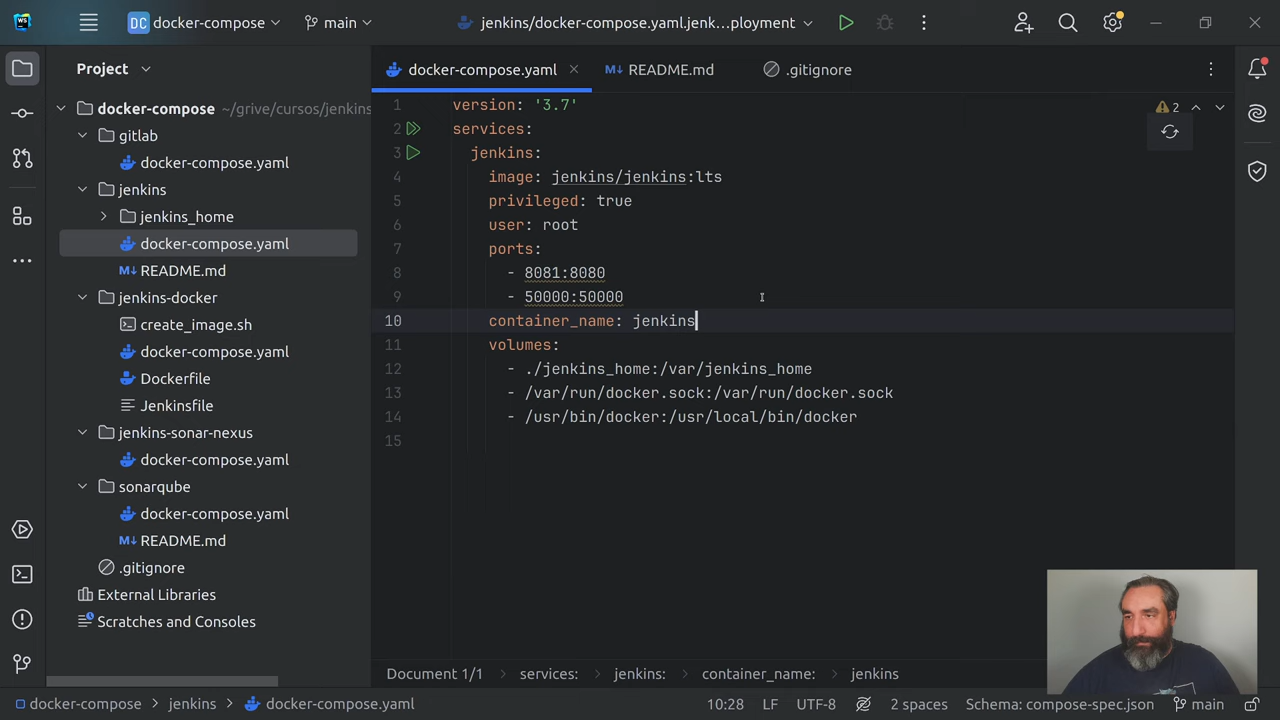 WS
DC docker-compose
main
jenkins/docker-compose.yaml.jenk...ployment
Project
docker-compose ~/grive/cursos/jenkins
gitlab
docker-compose.yaml
jenkins
jenkins_home
docker-compose.yaml
M↓ README.md
jenkins-docker
create_image.sh
docker-compose.yaml
Dockerfile
Jenkinsfile
jenkins-sonar-nexus
docker-compose.yaml
sonarqube
docker-compose.yaml
M↓ README.md
.gitignore
External Libraries
Scratches and Consoles
docker-compose.yaml
M↓ README.md
.gitignore
2
1 version: '3.7'
2 services:
3 jenkins:
4 image: jenkins/jenkins:lts
5 privileged: true
6 user: root
7 ports:
8 - 8081:8080
9 - 50000:50000
10 container_name: jenkins
11 volumes:
12 - ./jenkins_home:/var/jenkins_home
13 - /var/run/docker.sock:/var/run/docker.sock
14 - /usr/bin/docker:/usr/local/bin/docker
15
Document 1/1 services: jenkins: container_name: jenkins
docker-compose jenkins docker-compose.yaml
10:28 LF UTF-8 2 spaces Schema: compose-spec.json main